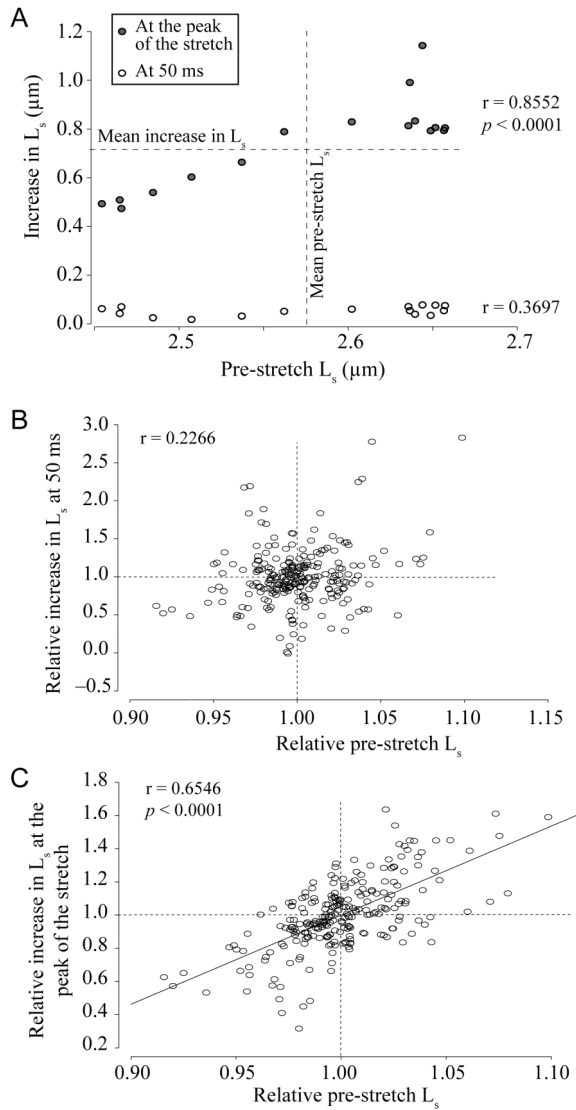 A
At the peak
of the stretch
At 50 ms
1.2
1.0
0.8
0.6
0.4
0.2
0.0
Increase in Ls (µm)
Mean increase in Ls
Mean pre-stretch Ls
r = 0.8552
p < 0.0001
r = 0.3697
2.5
2.6
2.7
Pre-stretch Ls (µm)
B
r = 0.2266
3.0
2.5
2.0
1.5
1.0
0.5
0.0
–0.5
Relative increase in Ls at 50 ms
0.90
0.95
1.00
1.05
1.10
1.15
Relative pre-stretch Ls
C
r = 0.6546
p < 0.0001
1.8
1.6
1.4
1.2
1.0
0.8
0.6
0.4
0.2
Relative increase in Ls at the
peak of the stretch
0.90
0.95
1.00
1.05
1.10
Relative pre-stretch Ls